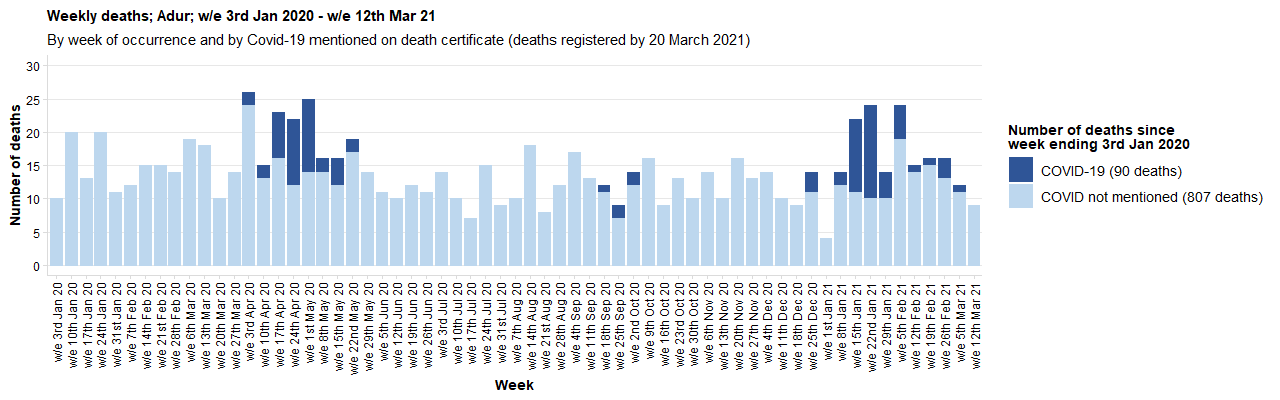 Weekly deaths; Adur; w/e 3rd Jan 2020 - w/e 12th Mar 21
By week of occurrence and by Covid-19 mentioned on death certificate (deaths registered by 20 March 2021)
Number of deaths
30
25
20
15
10
5
0
w/e 3rd Jan 20
w/e 10th Jan 20
w/e 17th Jan 20
w/e 24th Jan 20
w/e 31st Jan 20
w/e 7th Feb 20
w/e 14th Feb 20
w/e 21st Feb 20
w/e 28th Feb 20
w/e 6th Mar 20
w/e 13th Mar 20
w/e 20th Mar 20
w/e 27th Mar 20
w/e 3rd Apr 20
w/e 10th Apr 20
w/e 17th Apr 20
w/e 24th Apr 20
w/e 1st May 20
w/e 8th May 20
w/e 15th May 20
w/e 22nd May 20
w/e 29th May 20
w/e 5th Jun 20
w/e 12th Jun 20
w/e 19th Jun 20
w/e 26th Jun 20
w/e 3rd Jul 20
w/e 10th Jul 20
w/e 17th Jul 20
w/e 24th Jul 20
w/e 31st Jul 20
w/e 7th Aug 20
w/e 14th Aug 20
w/e 21st Aug 20
w/e 28th Aug 20
w/e 4th Sep 20
w/e 11th Sep 20
w/e 18th Sep 20
w/e 25th Sep 20
w/e 2nd Oct 20
w/e 9th Oct 20
w/e 16th Oct 20
w/e 23rd Oct 20
w/e 30th Oct 20
w/e 6th Nov 20
w/e 13th Nov 20
w/e 20th Nov 20
w/e 27th Nov 20
w/e 4th Dec 20
w/e 11th Dec 20
w/e 18th Dec 20
w/e 25th Dec 20
w/e 1st Jan 21
w/e 8th Jan 21
w/e 15th Jan 21
w/e 22nd Jan 21
w/e 29th Jan 21
w/e 5th Feb 21
w/e 12th Feb 21
w/e 19th Feb 21
w/e 26th Feb 21
w/e 5th Mar 21
w/e 12th Mar 21
Week
Number of deaths since
week ending 3rd Jan 2020
COVID-19 (90 deaths)
COVID not mentioned (807 deaths)